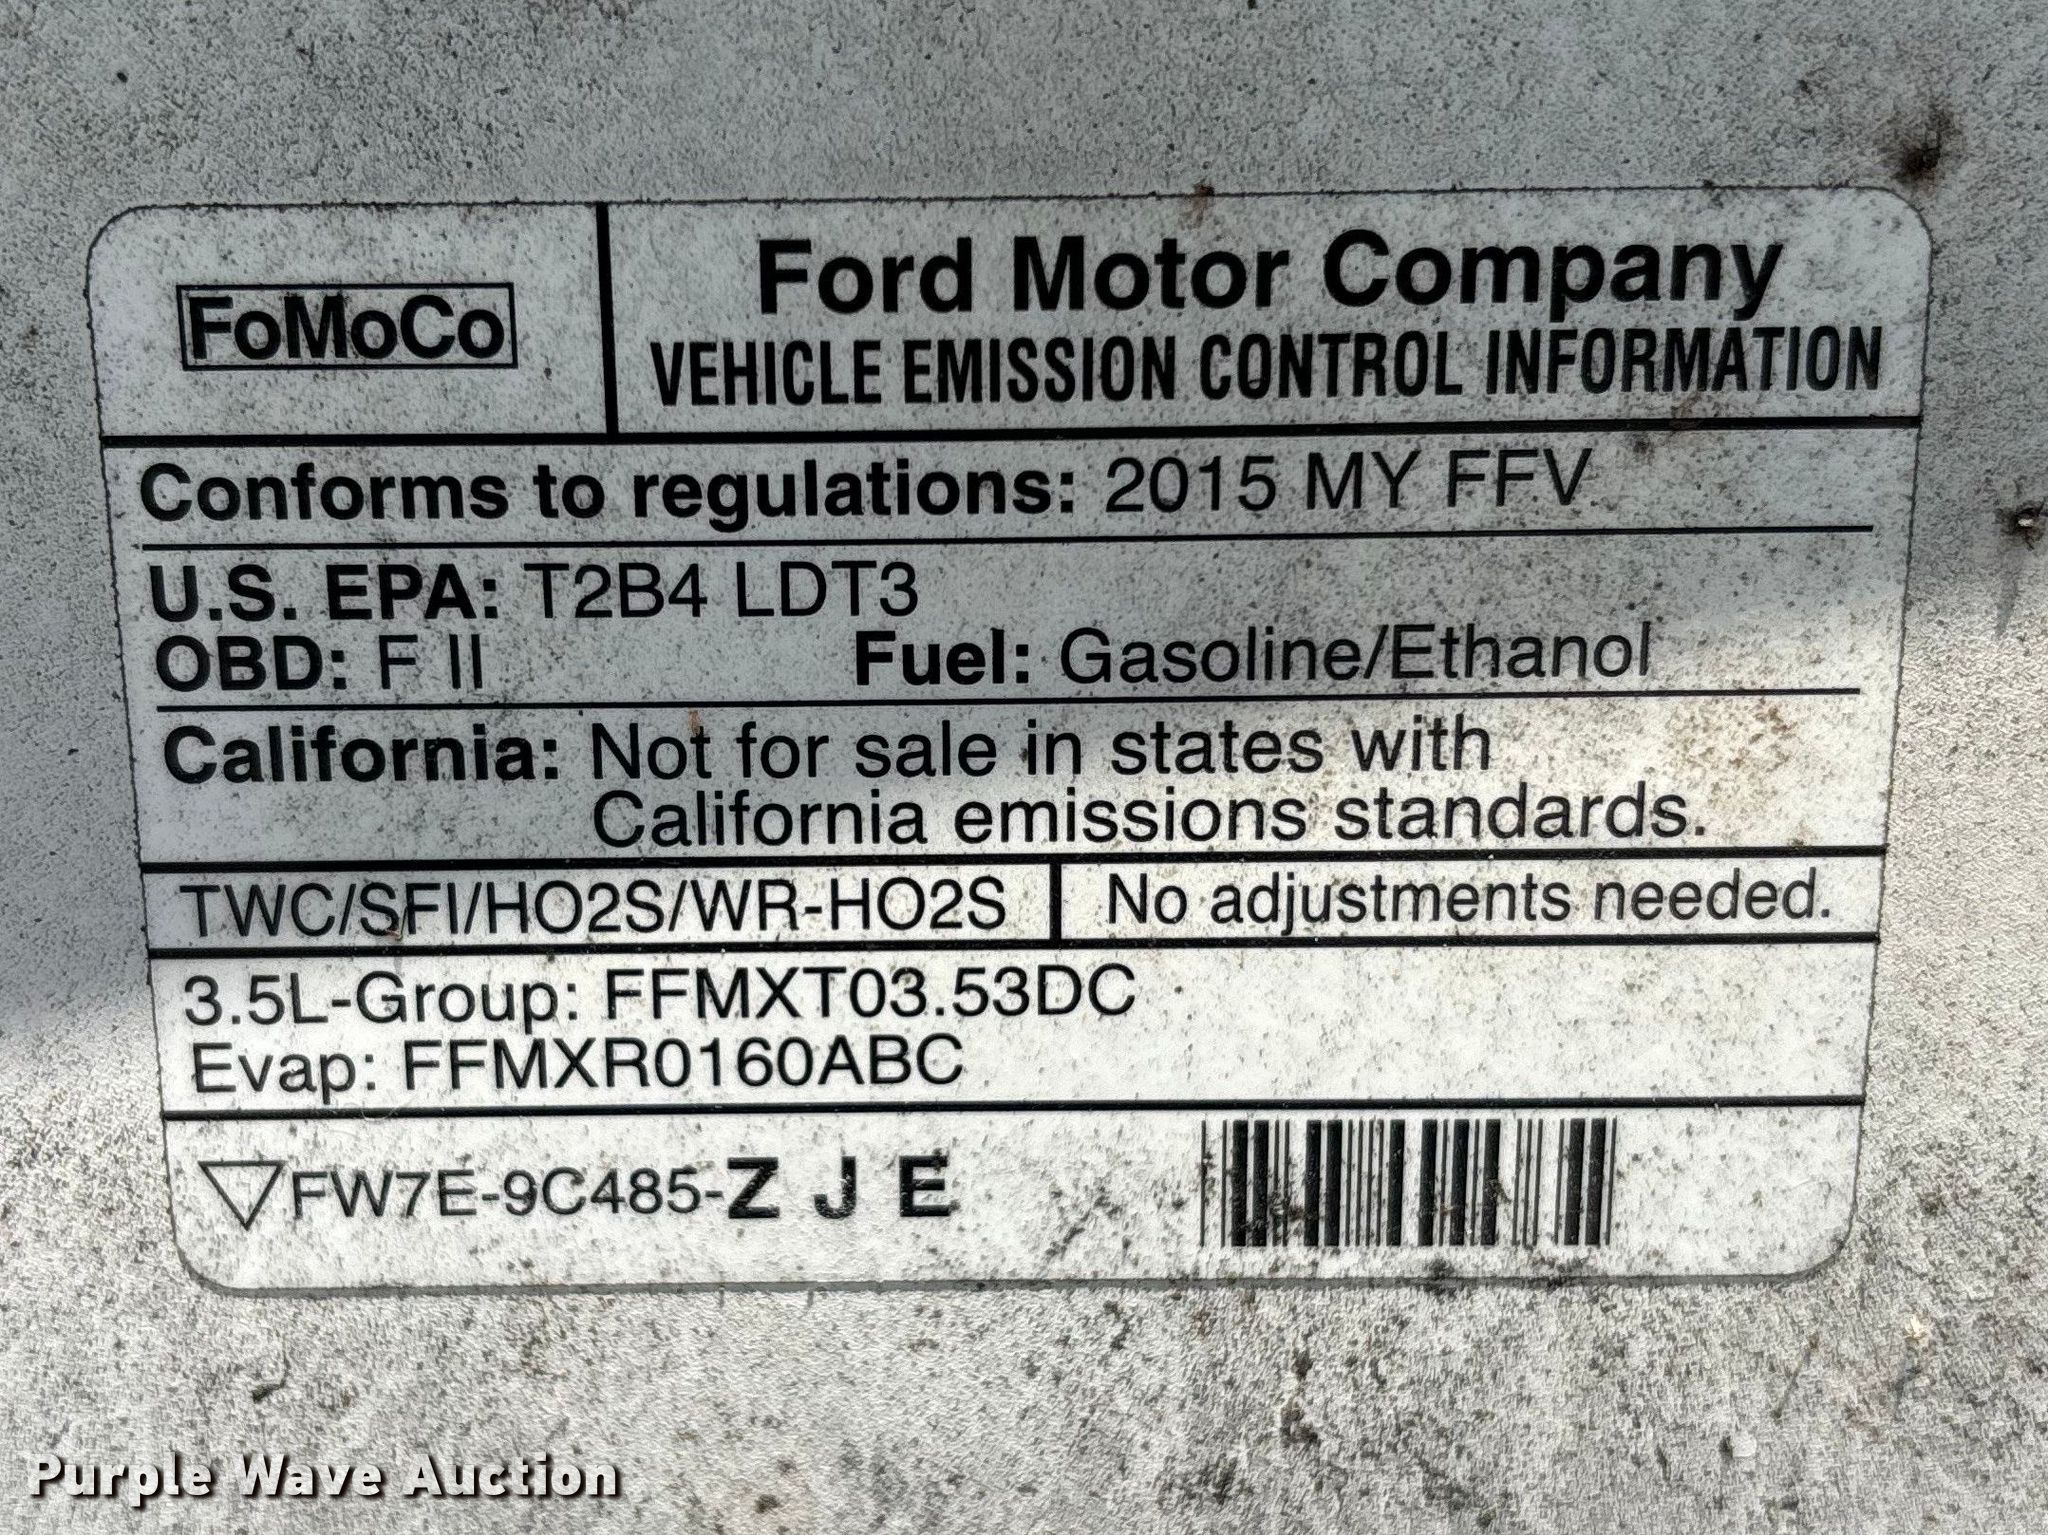 FoMoCo
Ford Motor Company
VEHICLE EMISSION CONTROL INFORMATION
Conforms to regulations: 2015 MY FFV
U.S. EPA: T2B4 LDT3
OBD: F II Fuel: Gasoline/Ethanol
California: Not for sale in states with
California emissions standards.
TWC/SFI/HO2S/WR-HO2S No adjustments needed.
3.5L-Group: FFMXT03.53DC
Evap: FFMXR0160ABC
FW7E-9C485-Z J E
Purple Wave Auction